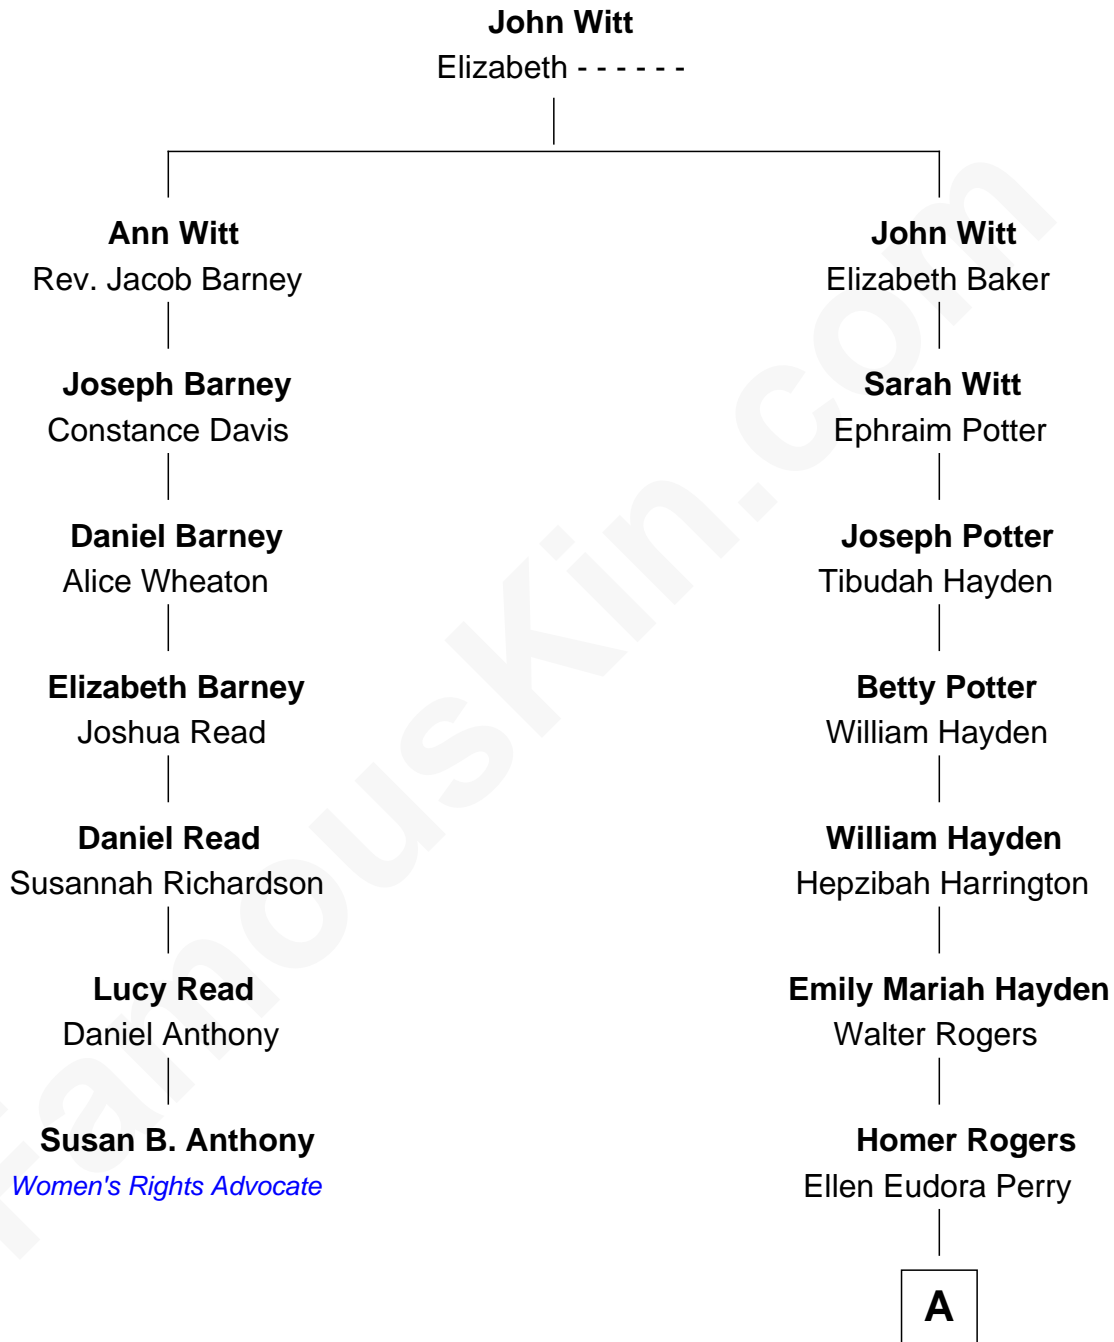 John Witt
Elizabeth - - - - - -
Ann Witt
Rev. Jacob Barney
Joseph Barney
Constance Davis
Daniel Barney
Alice Wheaton
Elizabeth Barney
Joshua Read
Daniel Read
Susannah Richardson
Lucy Read
Daniel Anthony
Susan B. Anthony
Women's Rights Advocate
John Witt
Elizabeth Baker
Sarah Witt
Ephraim Potter
Joseph Potter
Tibudah Hayden
Betty Potter
William Hayden
William Hayden
Hepzibah Harrington
Emily Mariah Hayden
Walter Rogers
Homer Rogers
Ellen Eudora Perry
A
FamousKin.com